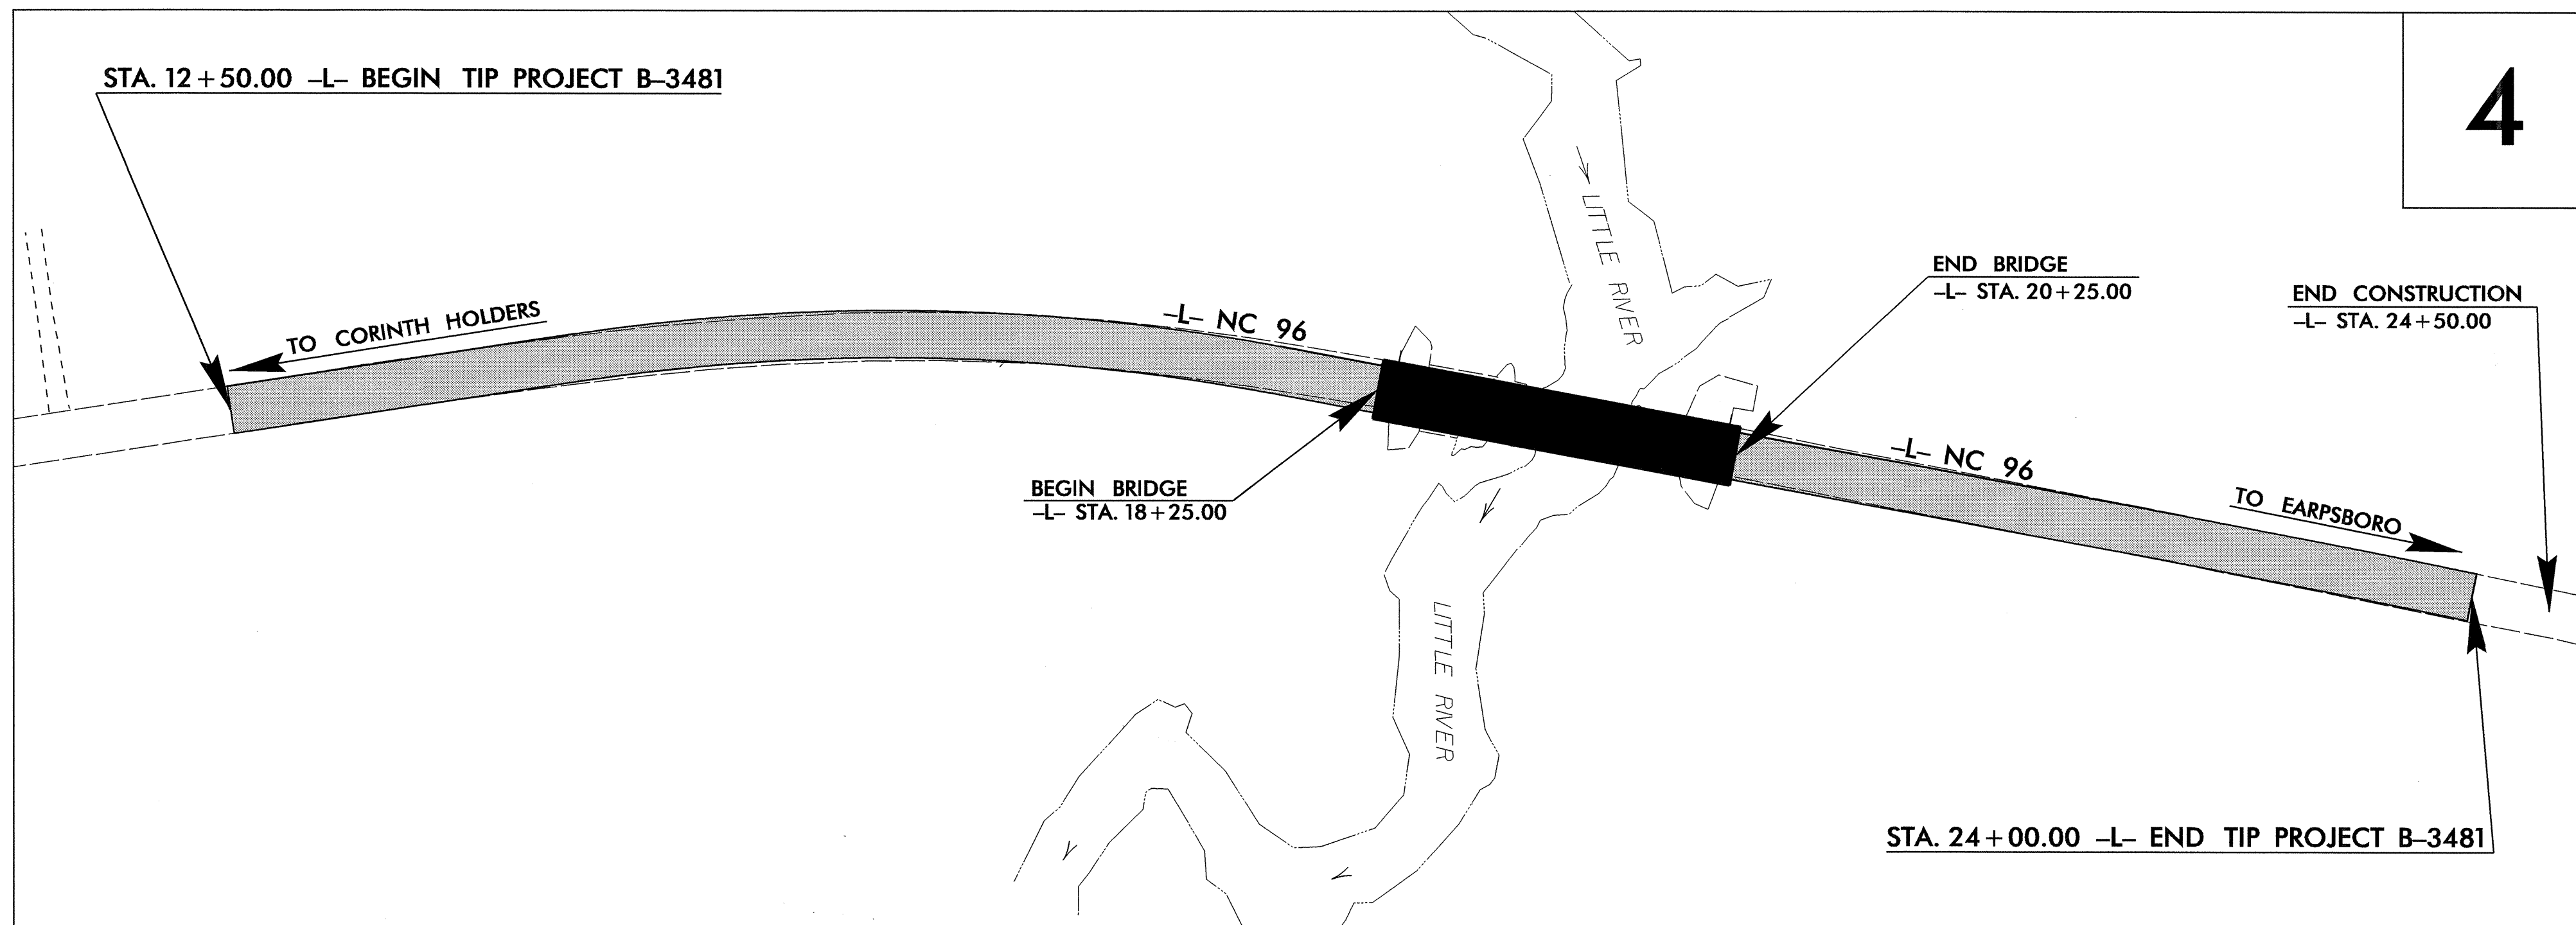 STA. 12+50.00 -L- BEGIN TIP PROJECT B-3481
4
LITTLE RIVER
END BRIDGE
-L- STA. 20+25.00
END CONSTRUCTION
-L- STA. 24+50.00
TO CORINTH HOLDERS
-L- NC 96
BEGIN BRIDGE
-L- STA. 18+25.00
-L- NC 96
TO EARPSBORO
LITTLE RIVER
STA. 24+00.00 -L- END TIP PROJECT B-3481